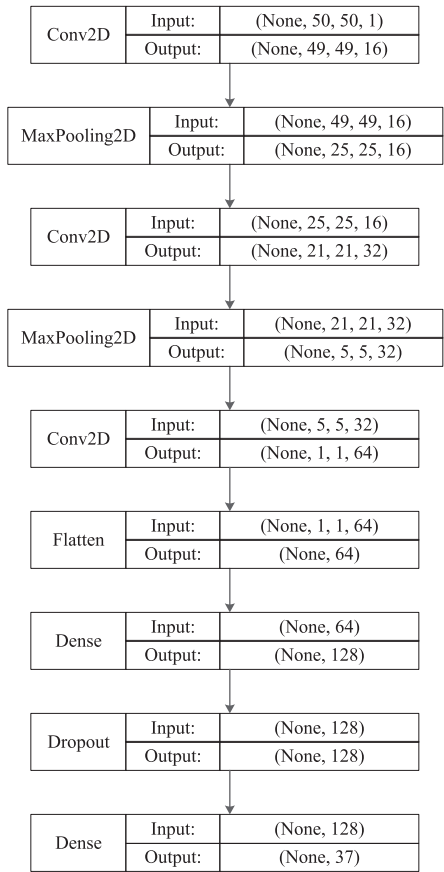 Conv2D Input: (None, 50, 50, 1)
Output: (None, 49, 49, 16)
MaxPooling2D Input: (None, 49, 49, 16)
Output: (None, 25, 25, 16)
Conv2D Input: (None, 25, 25, 16)
Output: (None, 21, 21, 32)
MaxPooling2D Input: (None, 21, 21, 32)
Output: (None, 5, 5, 32)
Conv2D Input: (None, 5, 5, 32)
Output: (None, 1, 1, 64)
Flatten Input: (None, 1, 1, 64)
Output: (None, 64)
Dense Input: (None, 64)
Output: (None, 128)
Dropout Input: (None, 128)
Output: (None, 128)
Dense Input: (None, 128)
Output: (None, 37)